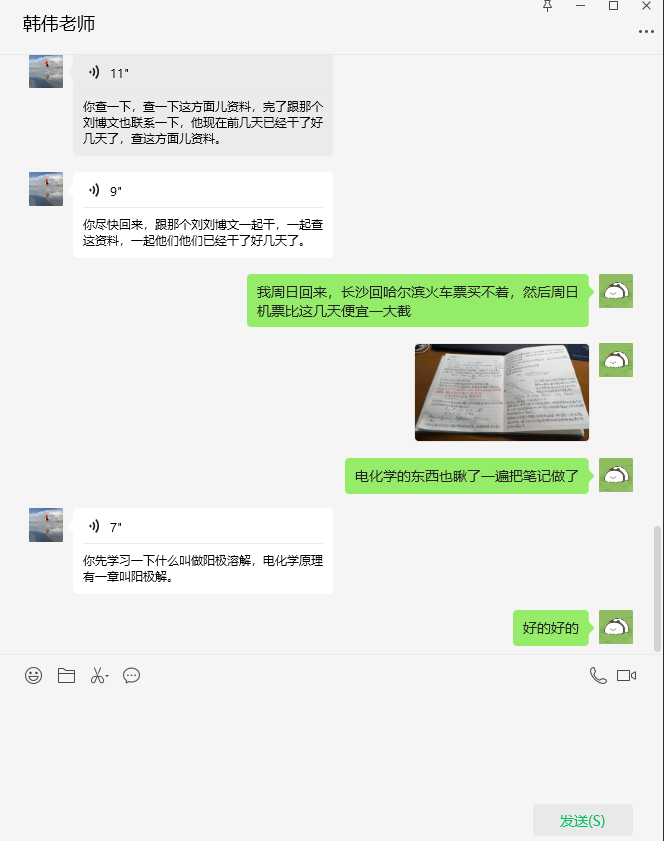 韩伟老师
11"
你查一下，查一下这方面儿资料，完了跟那个
刘博文也联系一下，他现在前几天已经干了好
几天了，查这方面儿资料。
9"
你尽快回来，跟那个刘刘博文一起干，一起查
这资料，一起他们他们已经干了好几天了。
我周日回来，长沙回哈尔滨火车票买不着，然后周日
机票比这几天便宜一大截
电化学的东西也瞅了一遍把笔记做了
7"
你先学习一下什么叫做阳极溶解，电化学原理
有一章叫阳极解。
好的好的
发送(S)